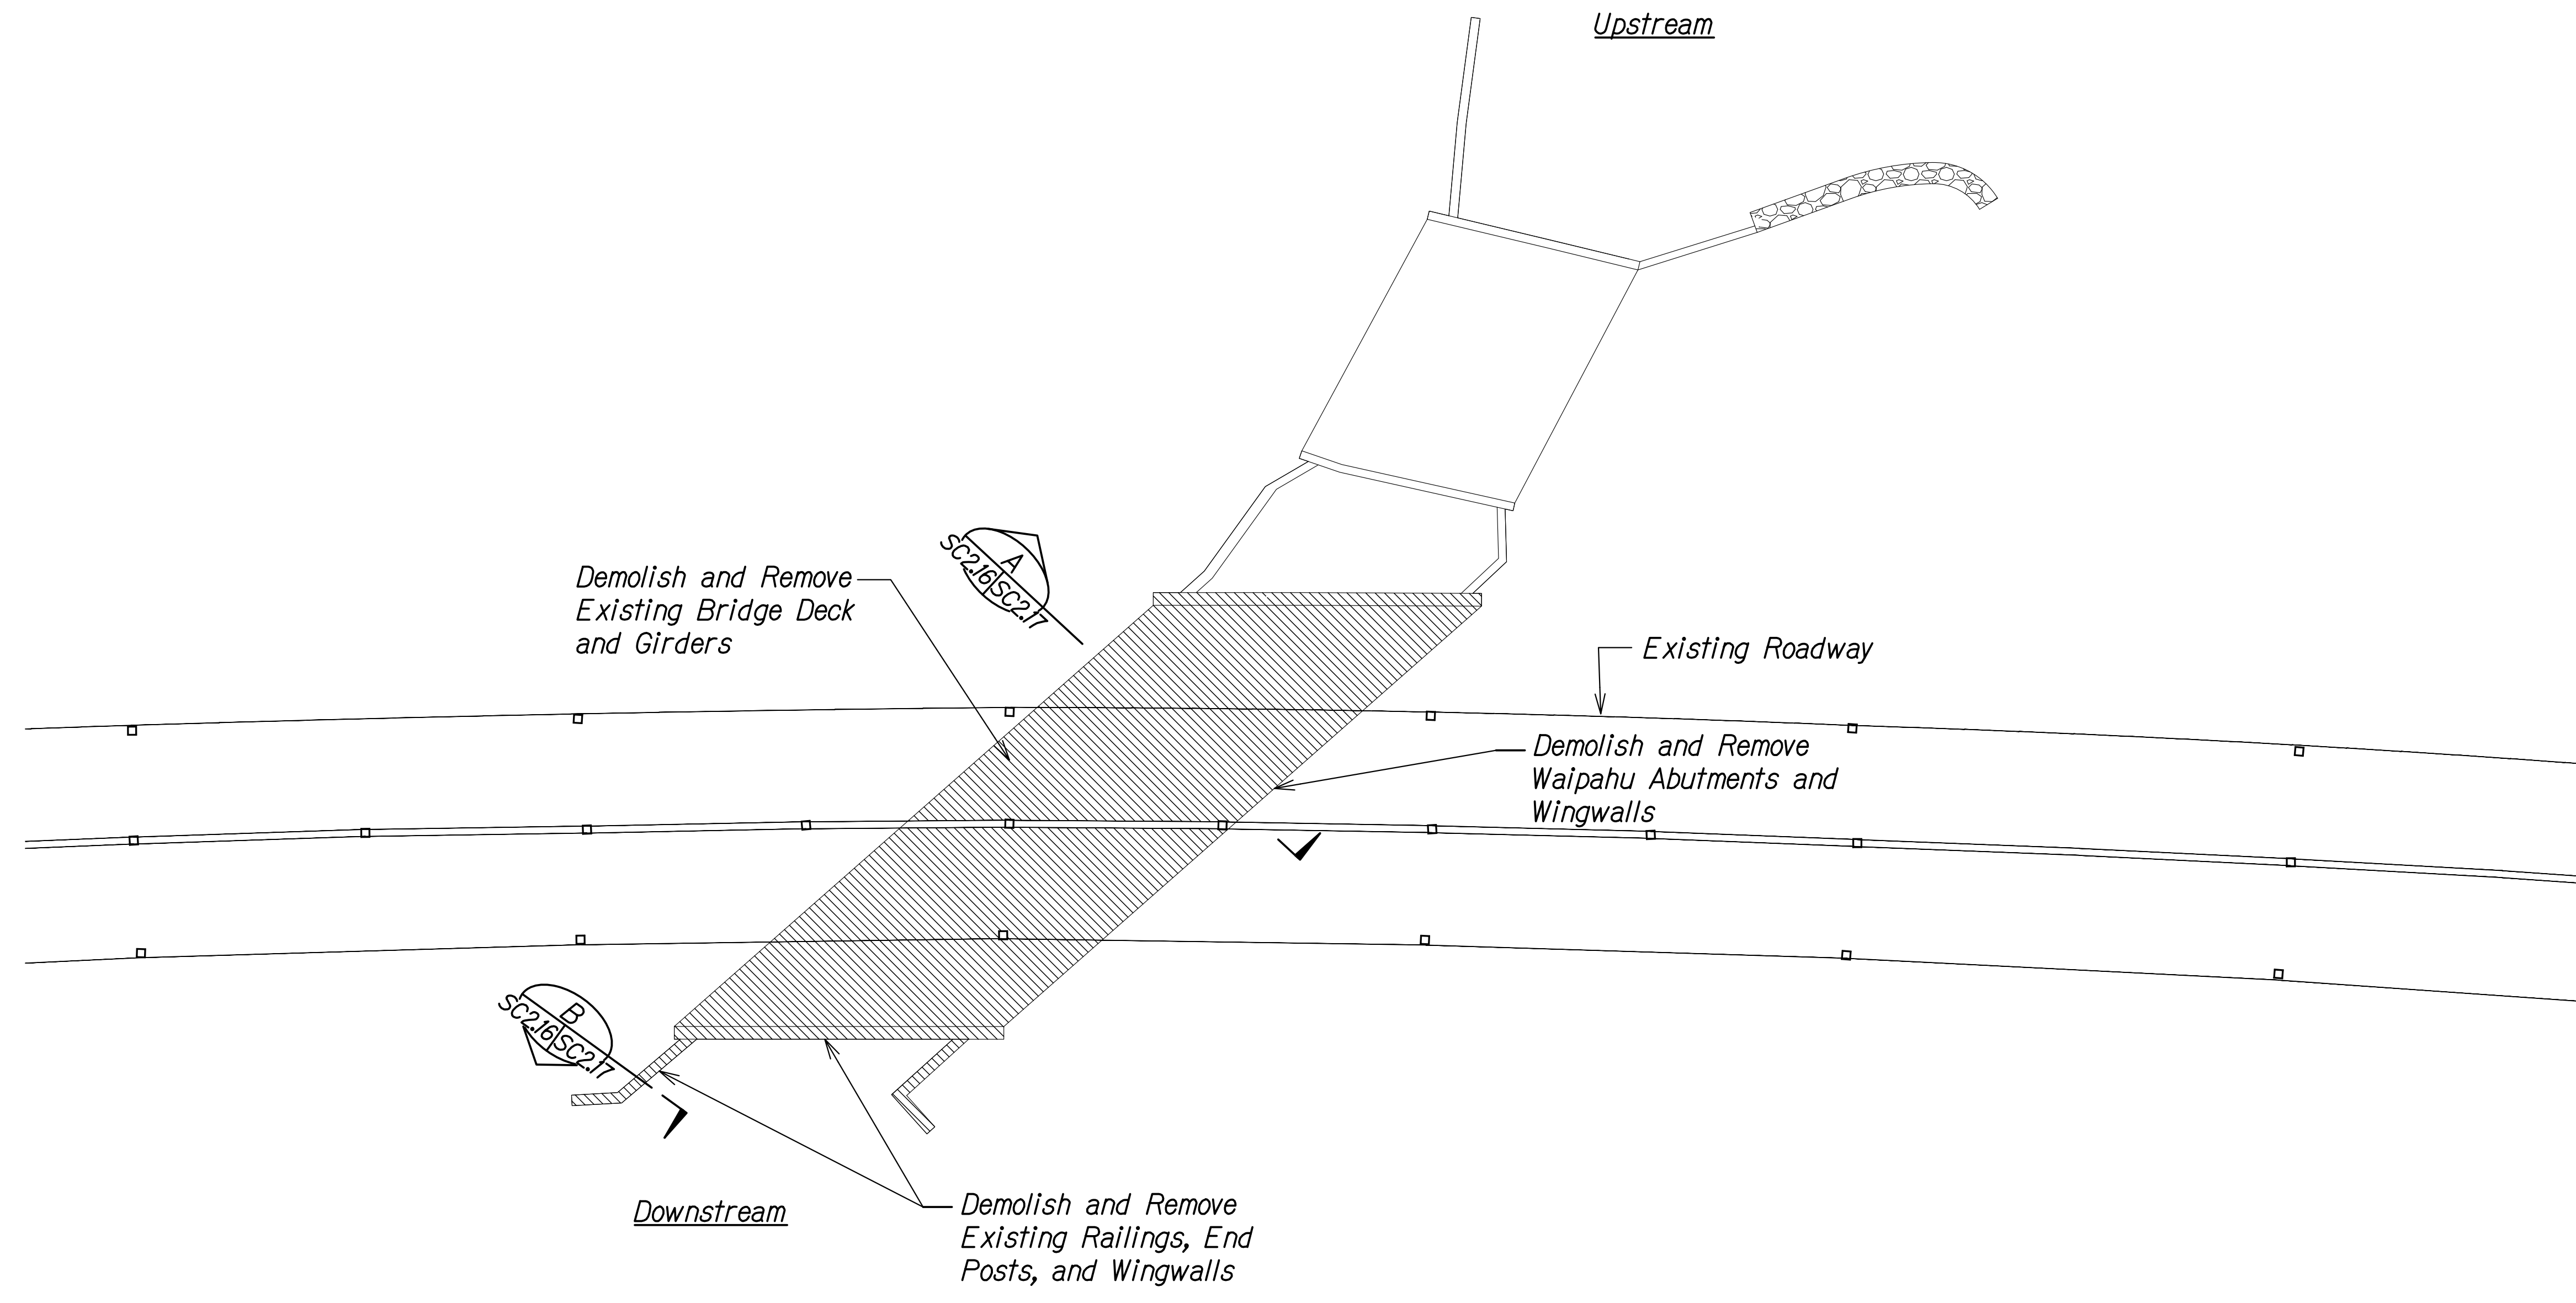 Upstream
A
SC2.16 SC2.17
Demolish and Remove
Existing Bridge Deck
and Girders
Existing Roadway
Demolish and Remove
Waipahu Abutments and
Wingwalls
B
SC2.16 SC2.17
Downstream
Demolish and Remove
Existing Railings, End
Posts, and Wingwalls